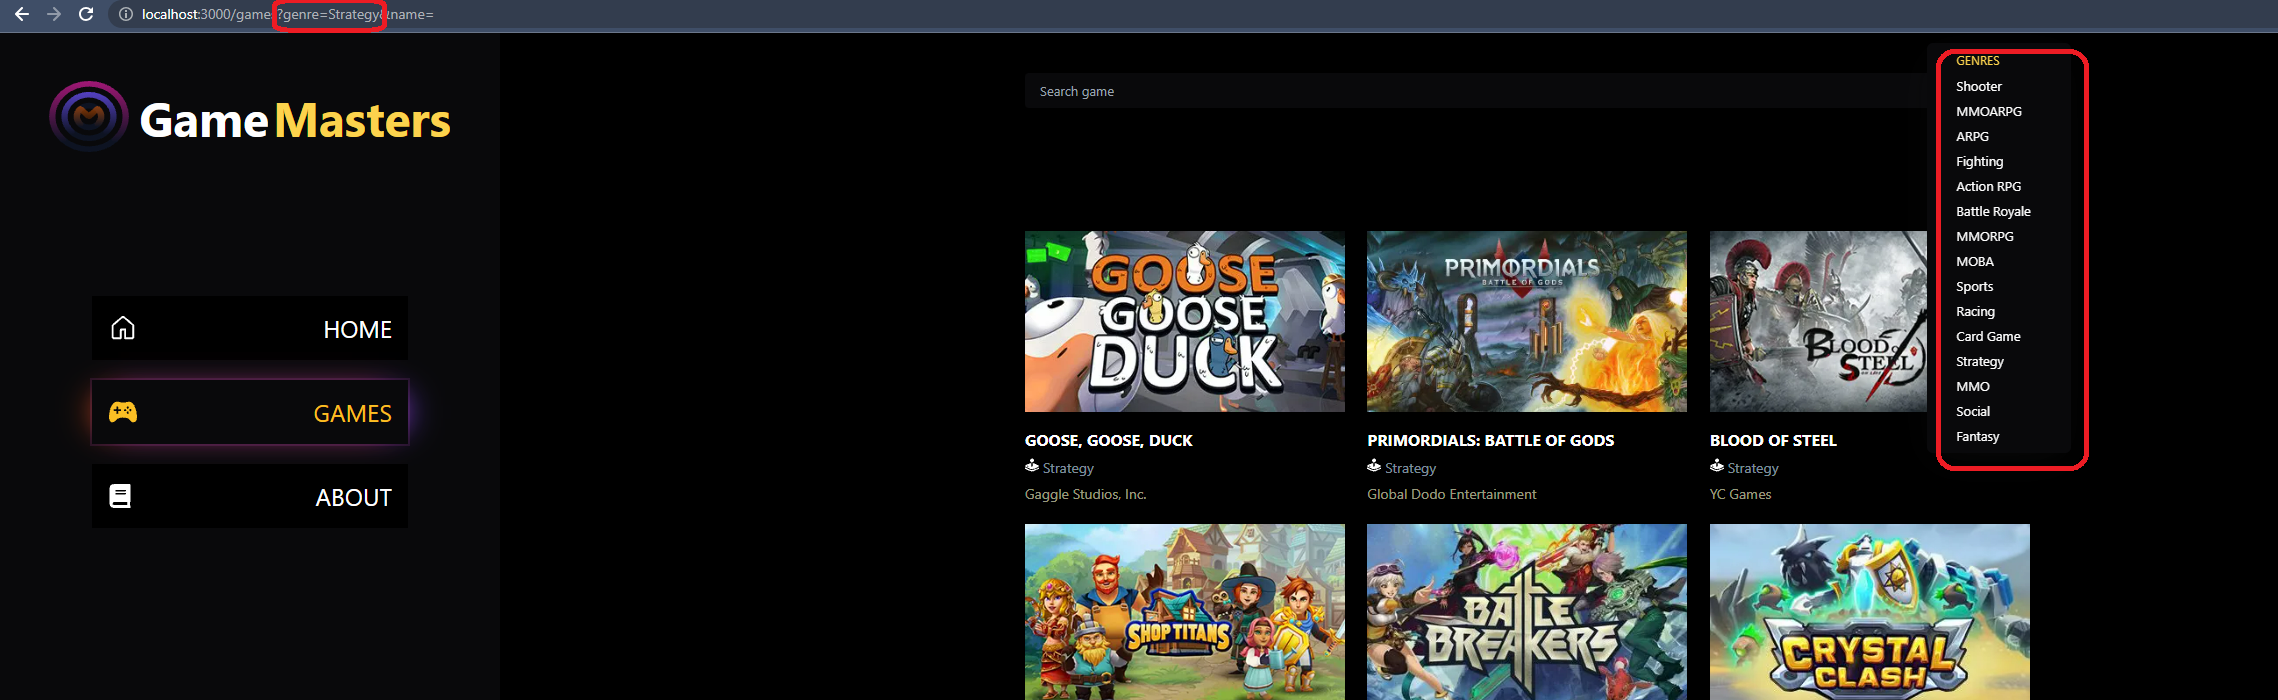 localhost:3000/games?genre=Strategy&name=
GameMasters
HOME
GAMES
ABOUT
Search game
GENRES
Shooter
MMOARPG
ARPG
Fighting
Action RPG
Battle Royale
MMORPG
MOBA
Sports
Racing
Card Game
Strategy
MMO
Social
Fantasy
GOOSE
GOOSE
DUCK
GOOSE, GOOSE, DUCK
Strategy
Gaggle Studios, Inc.
PRIMORDIALS
BATTLE OF GODS
PRIMORDIALS: BATTLE OF GODS
Strategy
Global Dodo Entertainment
BLOOD OF
STEEL
BLOOD OF STEEL
Strategy
YC Games
SHOP TITANS
BATTLE
BREAKERS
CRYSTAL
CLASH